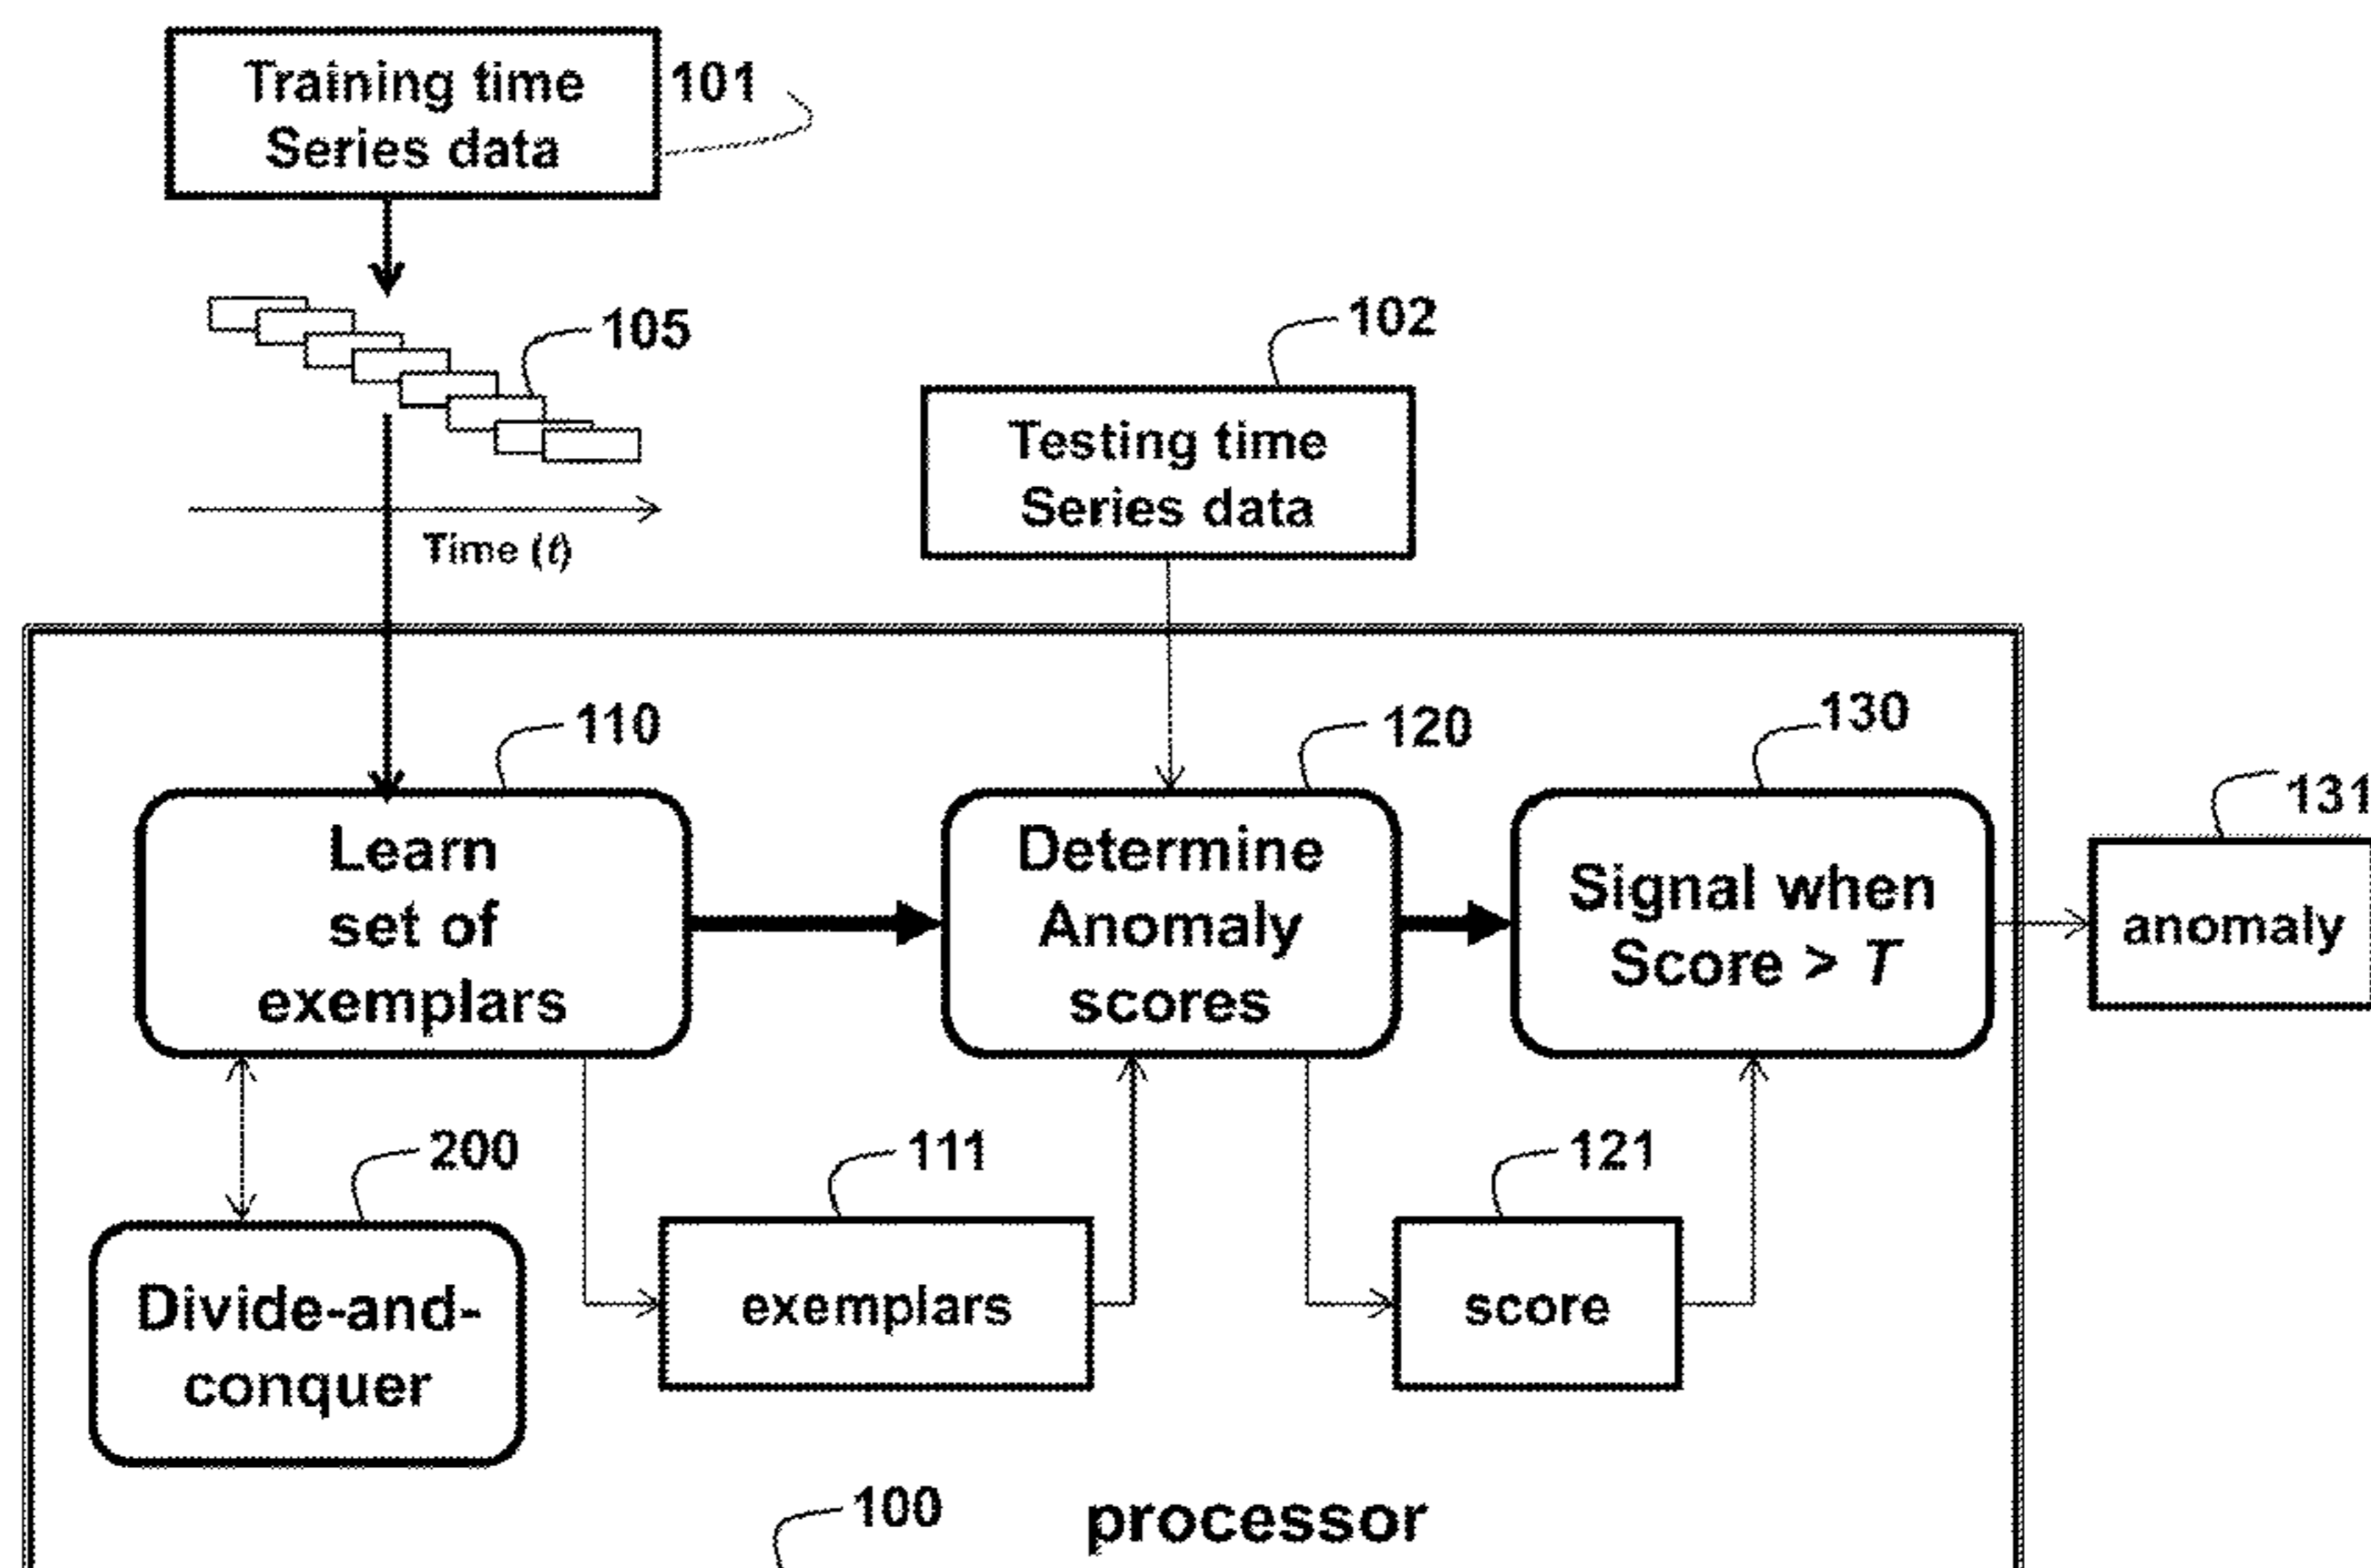 Training time
Series data
101
105
Time (t)
102
Testing time
Series data
110
Learn
set of
exemplars
120
Determine
Anomaly
scores
130
Signal when
Score > T
131
anomaly
200
Divide-and-
conquer
111
exemplars
121
score
100
processor